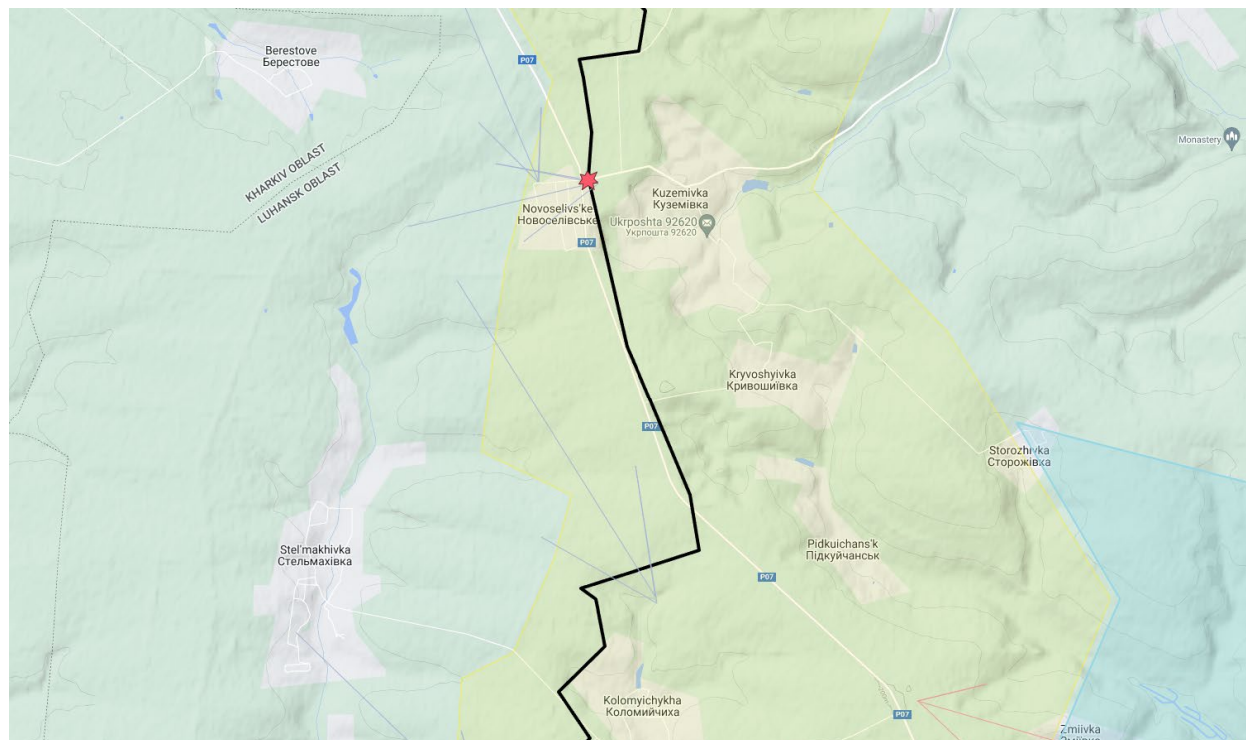 Berestove
Берестове
P07
Monastery
KHARKIV OBLAST
LUHANSK OBLAST
Kuzemivka
Куземівка
Novoselivs'ke
Новоселівське
Ukrposhta 92620
Укрпошта 92620
P07
Kryvoshyivka
Кривошиївка
P07
Storozhivka
Сторожівка
Stel'makhivka
Стельмахівка
Pidkuichans'k
Підкуйчанськ
P07
Kolomyichykha
Коломийчиха
P07
Zmiivka